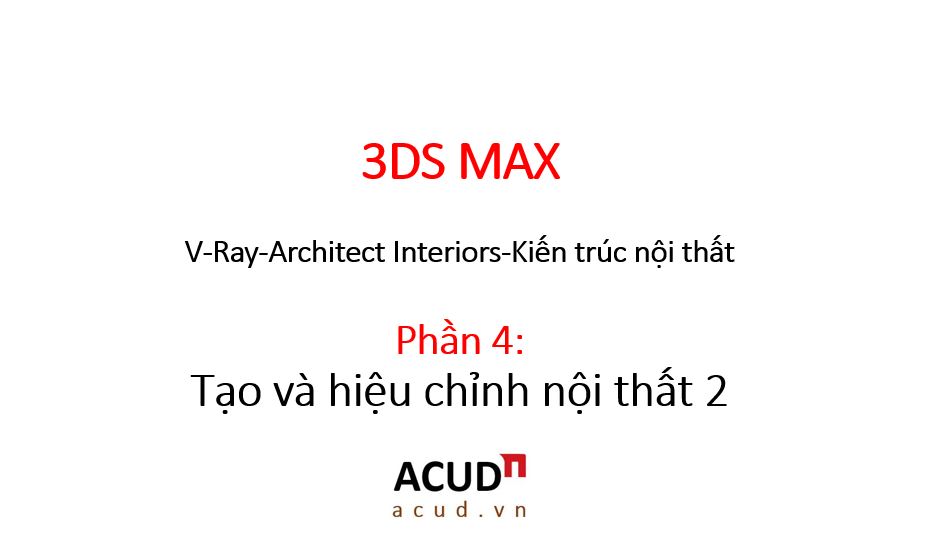 3DS MAX
V-Ray-Architect Interiors-Kiến trúc nội thất
Phần 4:
Tạo và hiệu chỉnh nội thất 2
ACUD
acud.vn